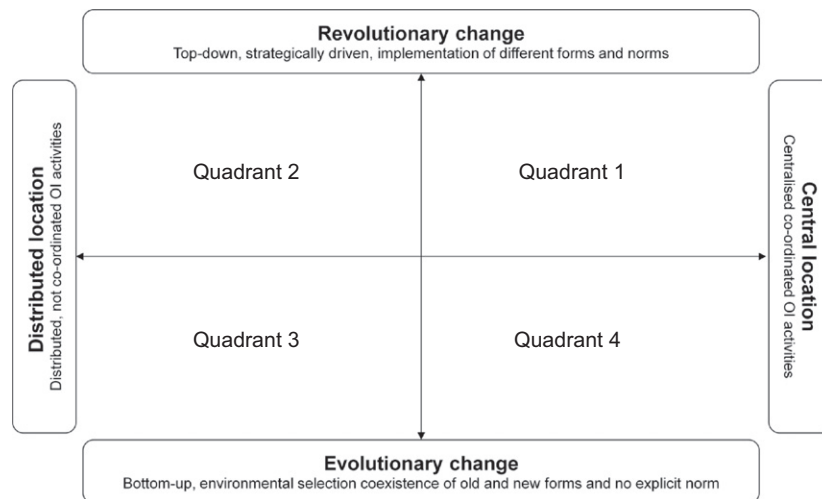 Revolutionary change
Top-down, strategically driven, implementation of different forms and norms
Distributed location
Distributed, not co-ordinated OI activities
Quadrant 2
Quadrant 1
Central location
Centralised co-ordinated OI activities
Quadrant 3
Quadrant 4
Evolutionary change
Bottom-up, environmental selection coexistence of old and new forms and no explicit norm